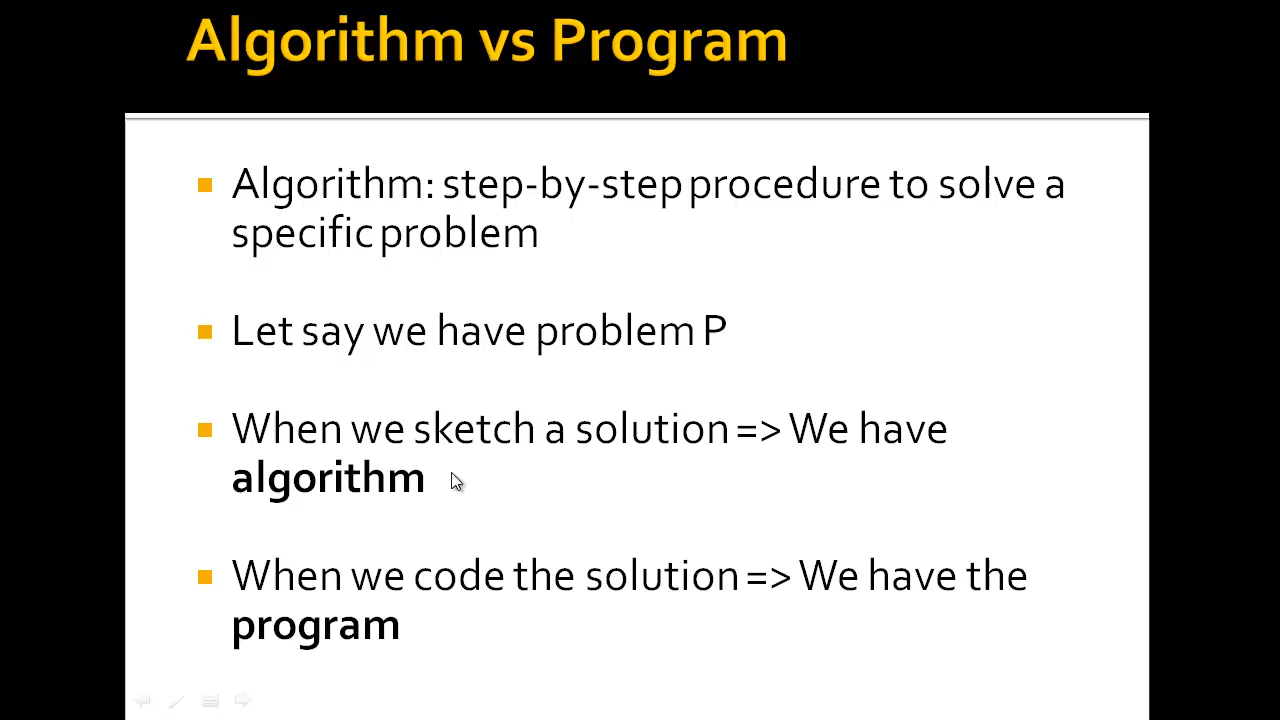 Algorithm vs Program
Algorithm: step-by-step procedure to solve a
specific problem
Let say we have problem P
When we sketch a solution => We have
algorithm
When we code the solution => We have the
program